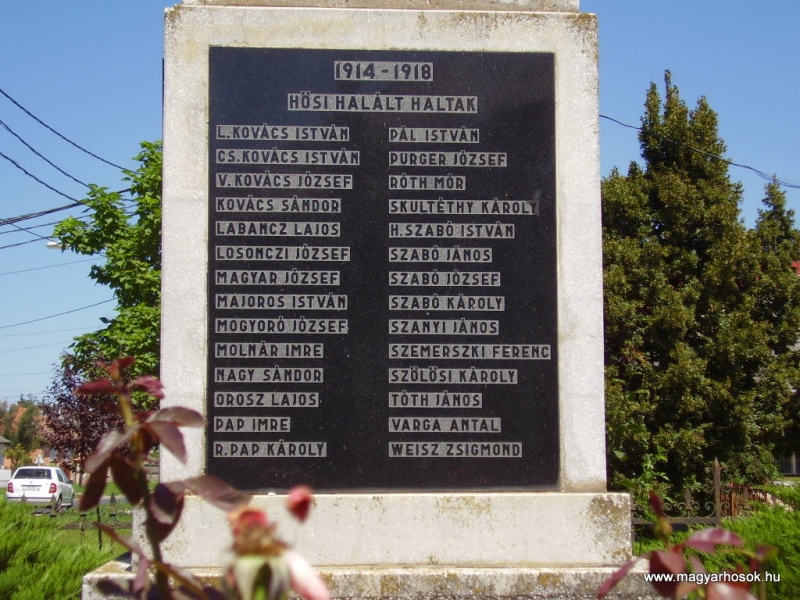 1914-1918
HŐSI HALÁLT HALTAK
L.KOVÁCS ISTVÁN
CS.KOVÁCS ISTVÁN
V.KOVÁCS JÓZSEF
KOVÁCS SÁNDOR
LABANCZ LAJOS
LOSONCZI JÓZSEF
MAGYAR JÓZSEF
MAJOROS ISTVÁN
MOGYORÓ JÓZSEF
MOLNÁR IMRE
NAGY SÁNDOR
OROSZ LAJOS
PAP IMRE
R.PAP KÁROLY
PÁL ISTVÁN
PURGER JÓZSEF
RÓTH MÓR
SKULTÉTHY KÁROLY
H.SZABÓ ISTVÁN
SZABÓ JÁNOS
SZABÓ JÓZSEF
SZABÓ KÁROLY
SZANYI JÁNOS
SZEMERSZKI FERENC
SZŐLŐSI KÁROLY
TÓTH JÁNOS
VARGA ANTAL
WEISZ ZSIGMOND
www.magyarhosok.hu